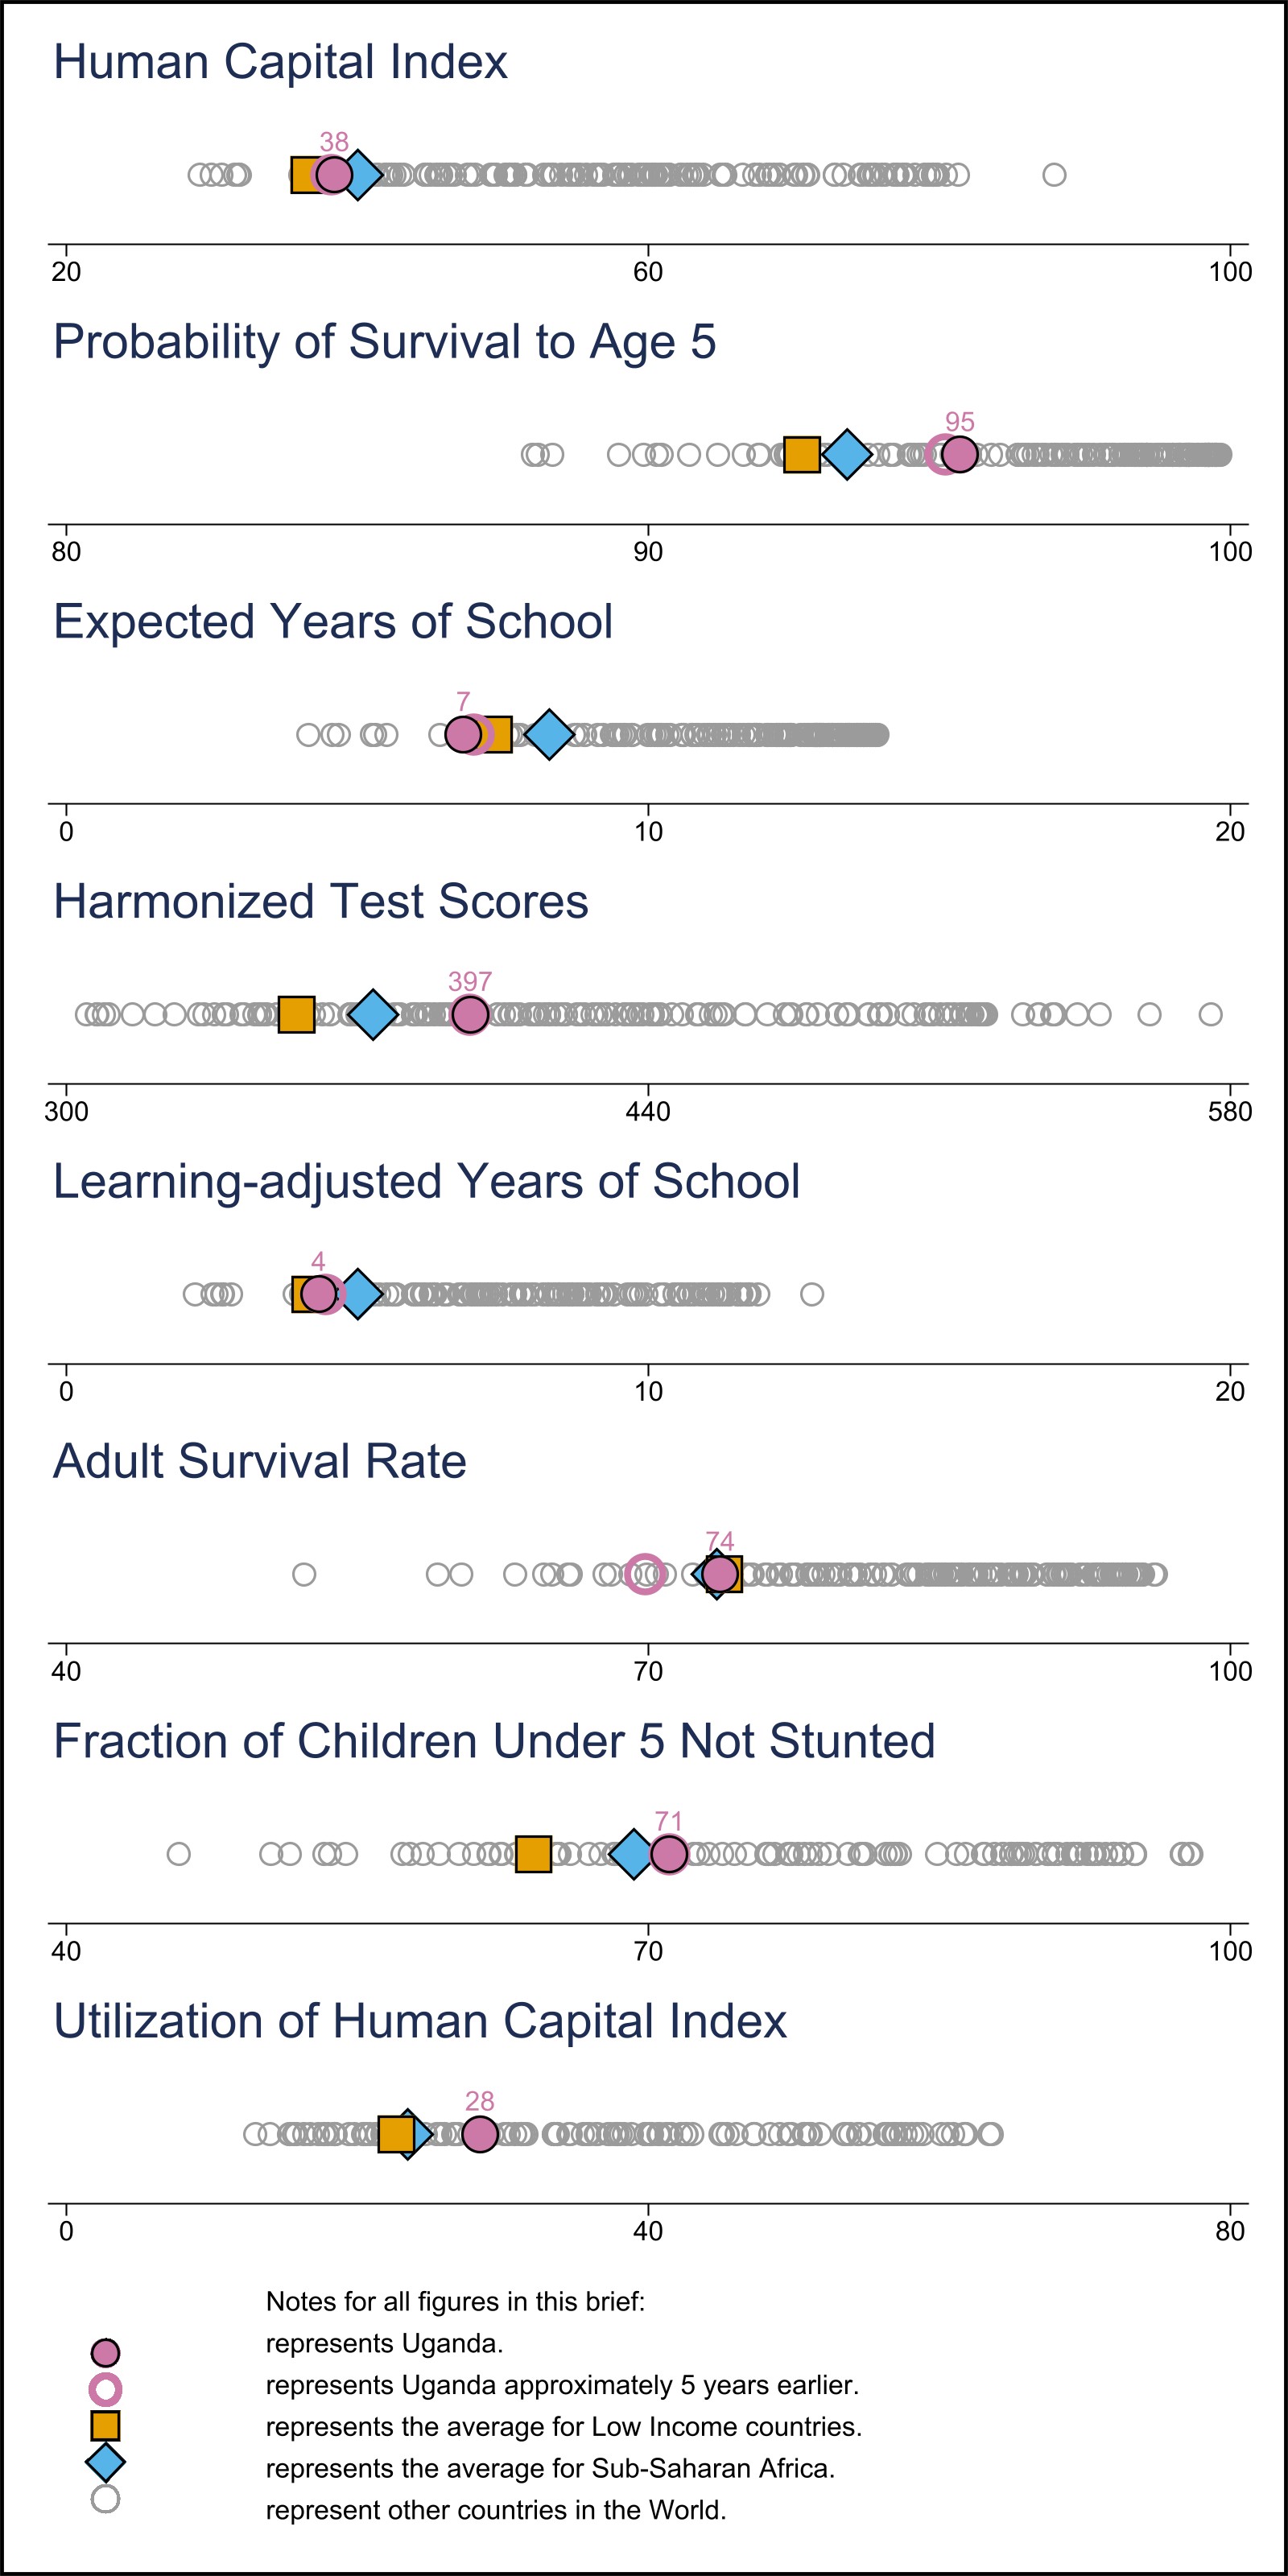 Human Capital Index
38
20 60 100
Probability of Survival to Age 5
95
80 90 100
Expected Years of School
7
0 10 20
Harmonized Test Scores
397
300 440 580
Learning-adjusted Years of School
4
0 10 20
Adult Survival Rate
74
40 70 100
Fraction of Children Under 5 Not Stunted
71
40 70 100
Utilization of Human Capital Index
28
0 40 80
Notes for all figures in this brief:
represents Uganda.
represents Uganda approximately 5 years earlier.
represents the average for Low Income countries.
represents the average for Sub-Saharan Africa.
represent other countries in the World.